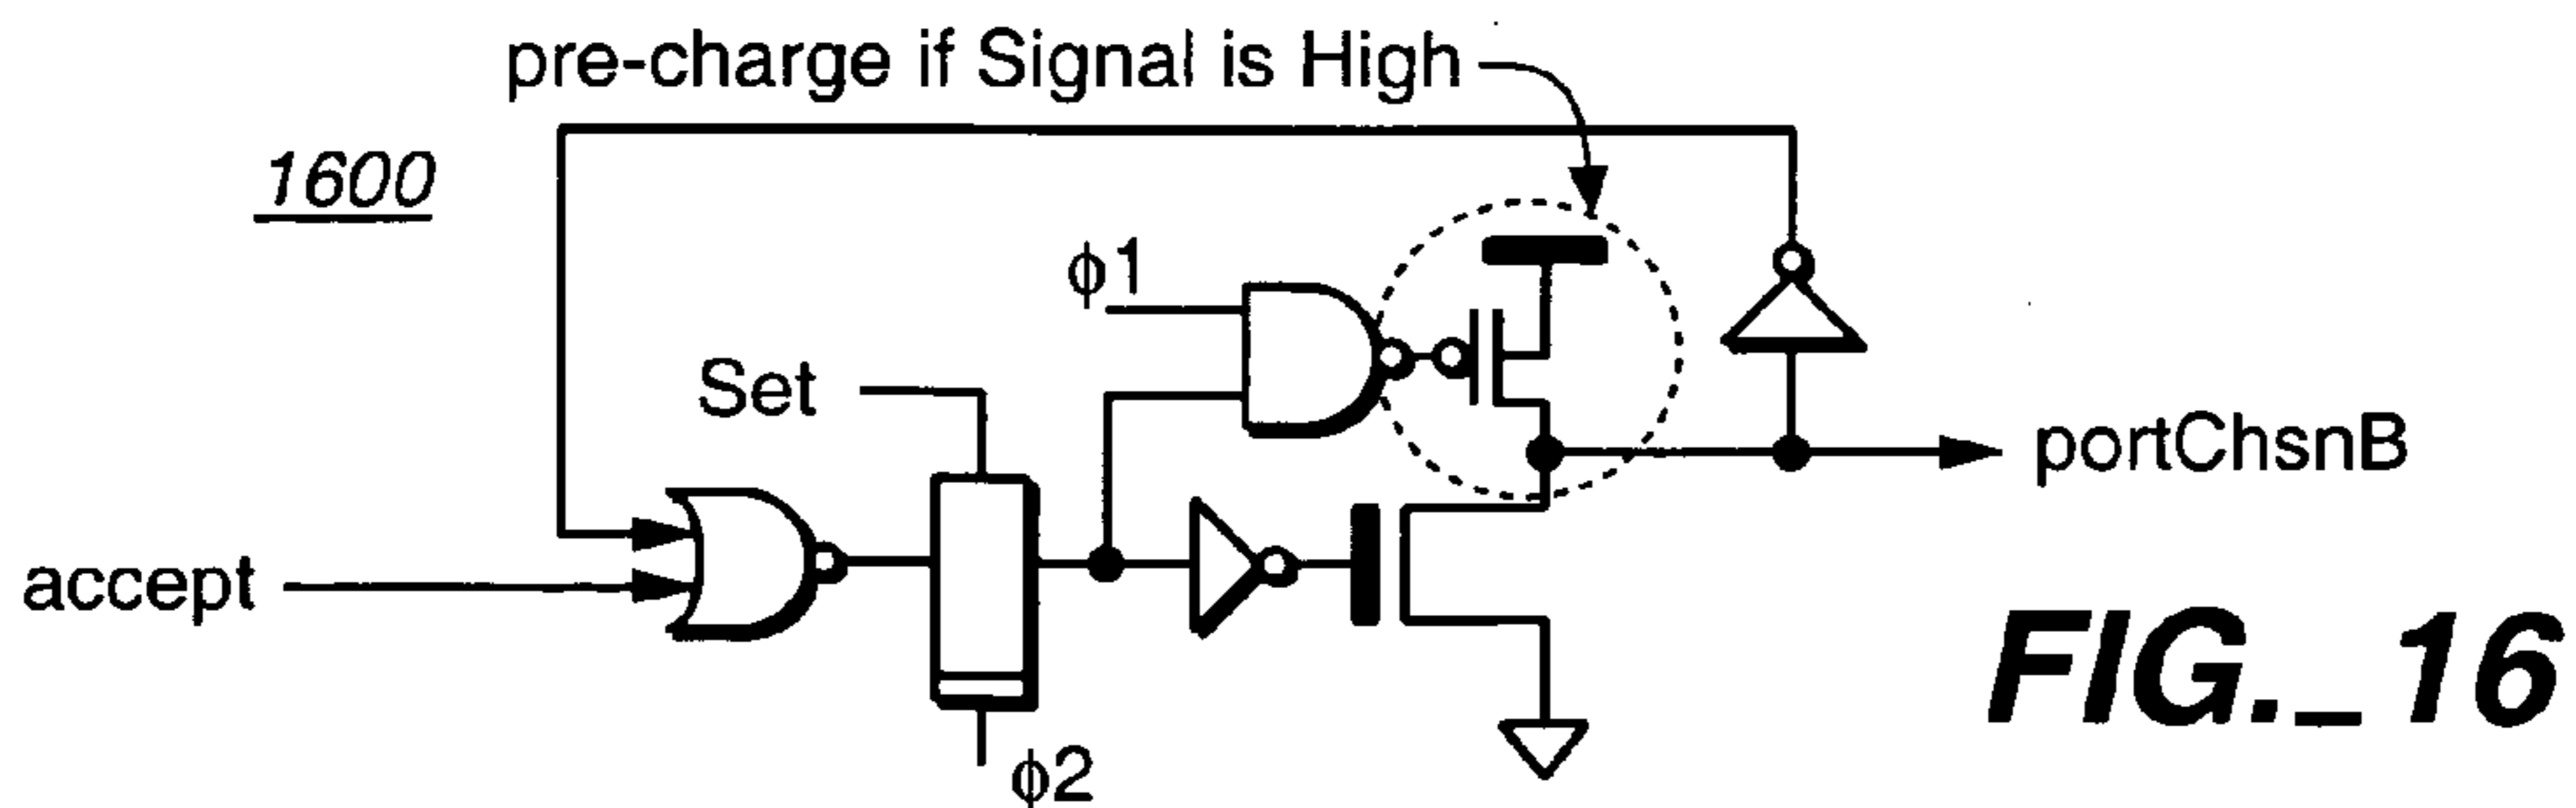 pre-charge if Signal is High
1600
ϕ1
Set
portChsnB
accept
ϕ2
FIG._16